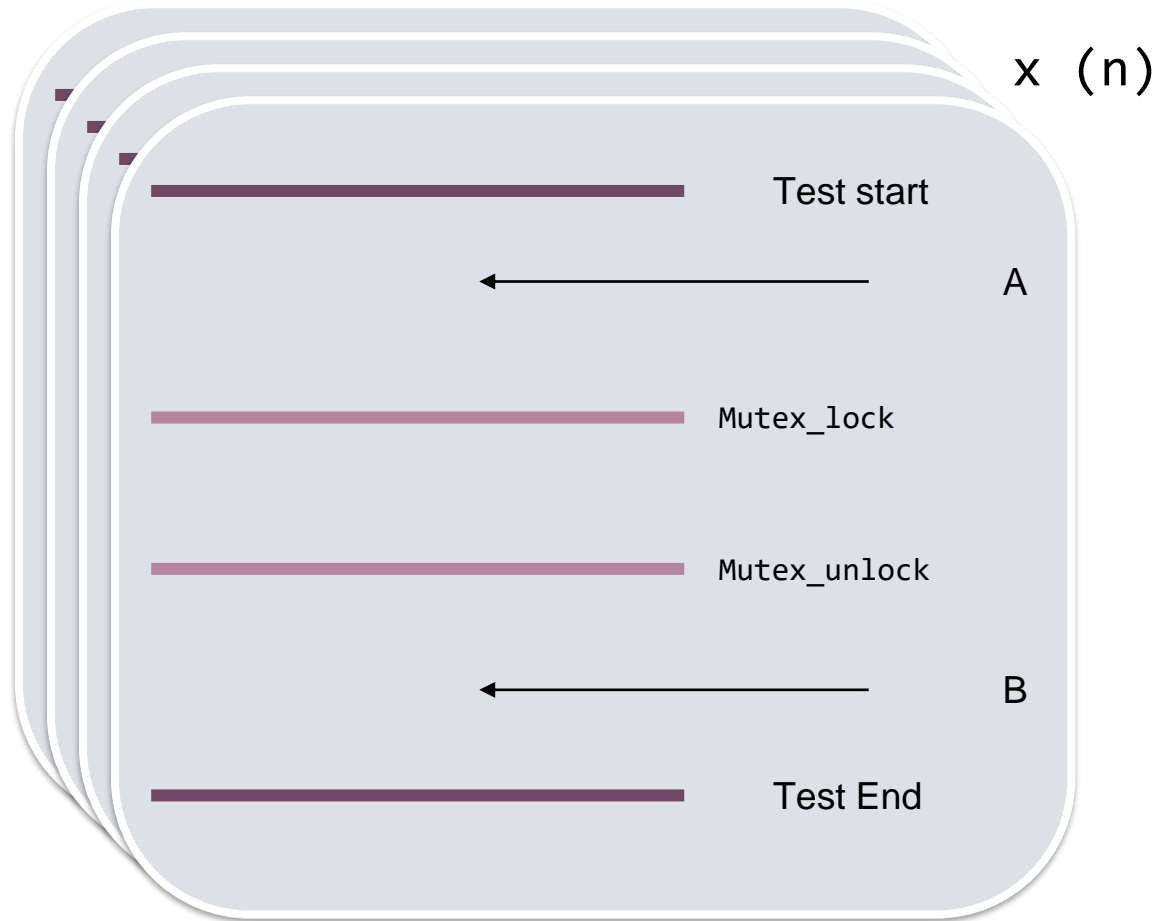 x (n)
Test start
A
Mutex_lock
Mutex_unlock
B
Test End